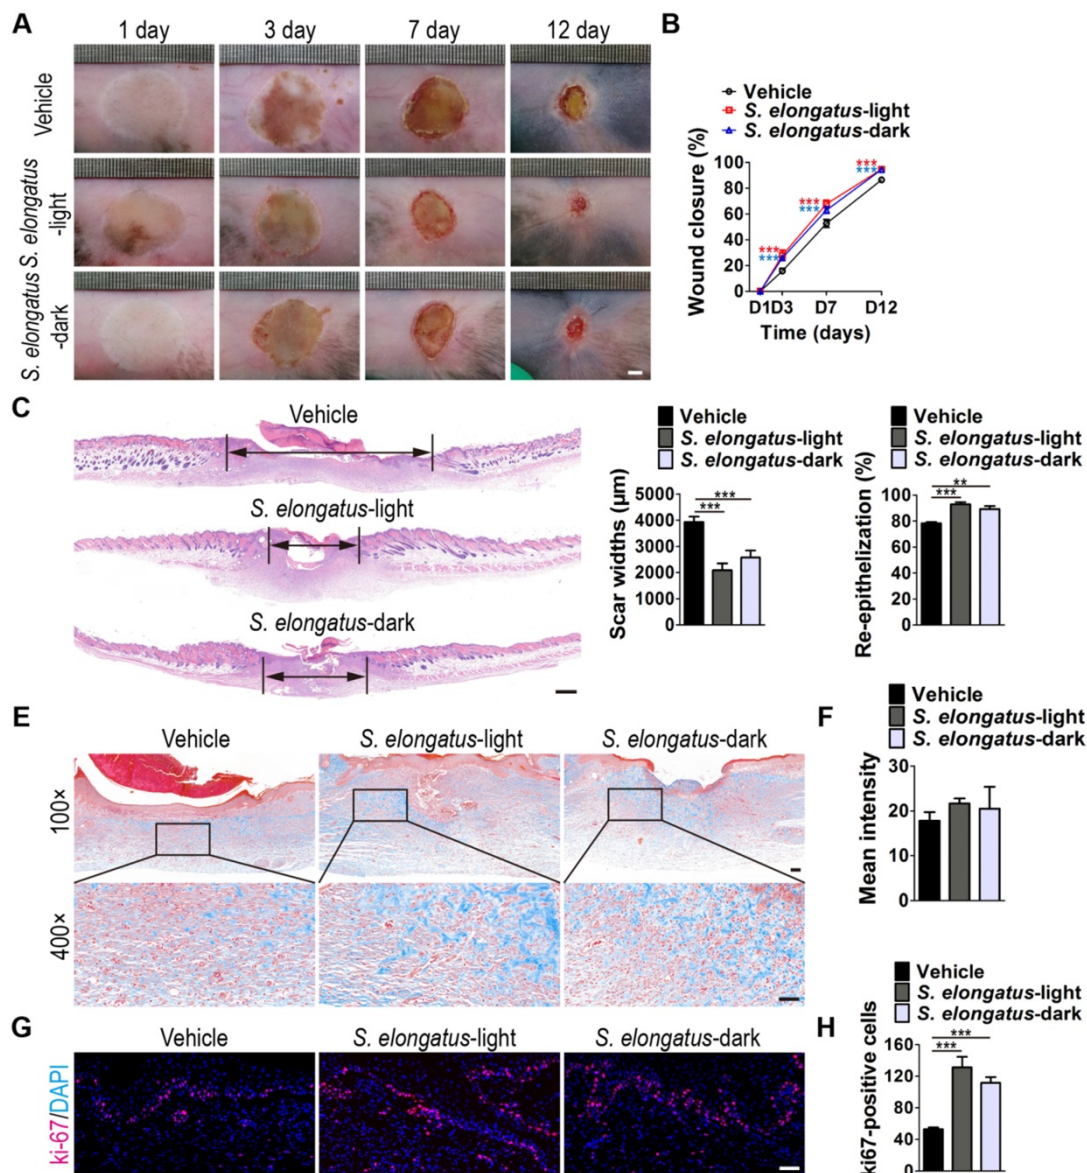 A
1 day
3 day
7 day
12 day
Vehicle
S. elongatus
-light
S. elongatus
-dark
B
Vehicle
S. elongatus-light
S. elongatus-dark
Wound closure (%)
100
80
60
40
20
0
***
***
***
***
***
***
D1D3
D7
D12
Time (days)
C
Vehicle
S. elongatus-light
S. elongatus-dark
Vehicle
S. elongatus-light
S. elongatus-dark
Scar widths (μm)
5000
4000
3000
2000
1000
0
***
***
Vehicle
S. elongatus-light
S. elongatus-dark
Re-epithelization (%)
100
80
60
40
20
0
**
***
E
Vehicle
S. elongatus-light
S. elongatus-dark
100×
400×
F
Vehicle
S. elongatus-light
S. elongatus-dark
Mean intensity
30
20
10
0
G
Vehicle
S. elongatus-light
S. elongatus-dark
ki-67/DAPI
H
Vehicle
S. elongatus-light
S. elongatus-dark
ki67-positive cells
160
120
80
40
0
***
***